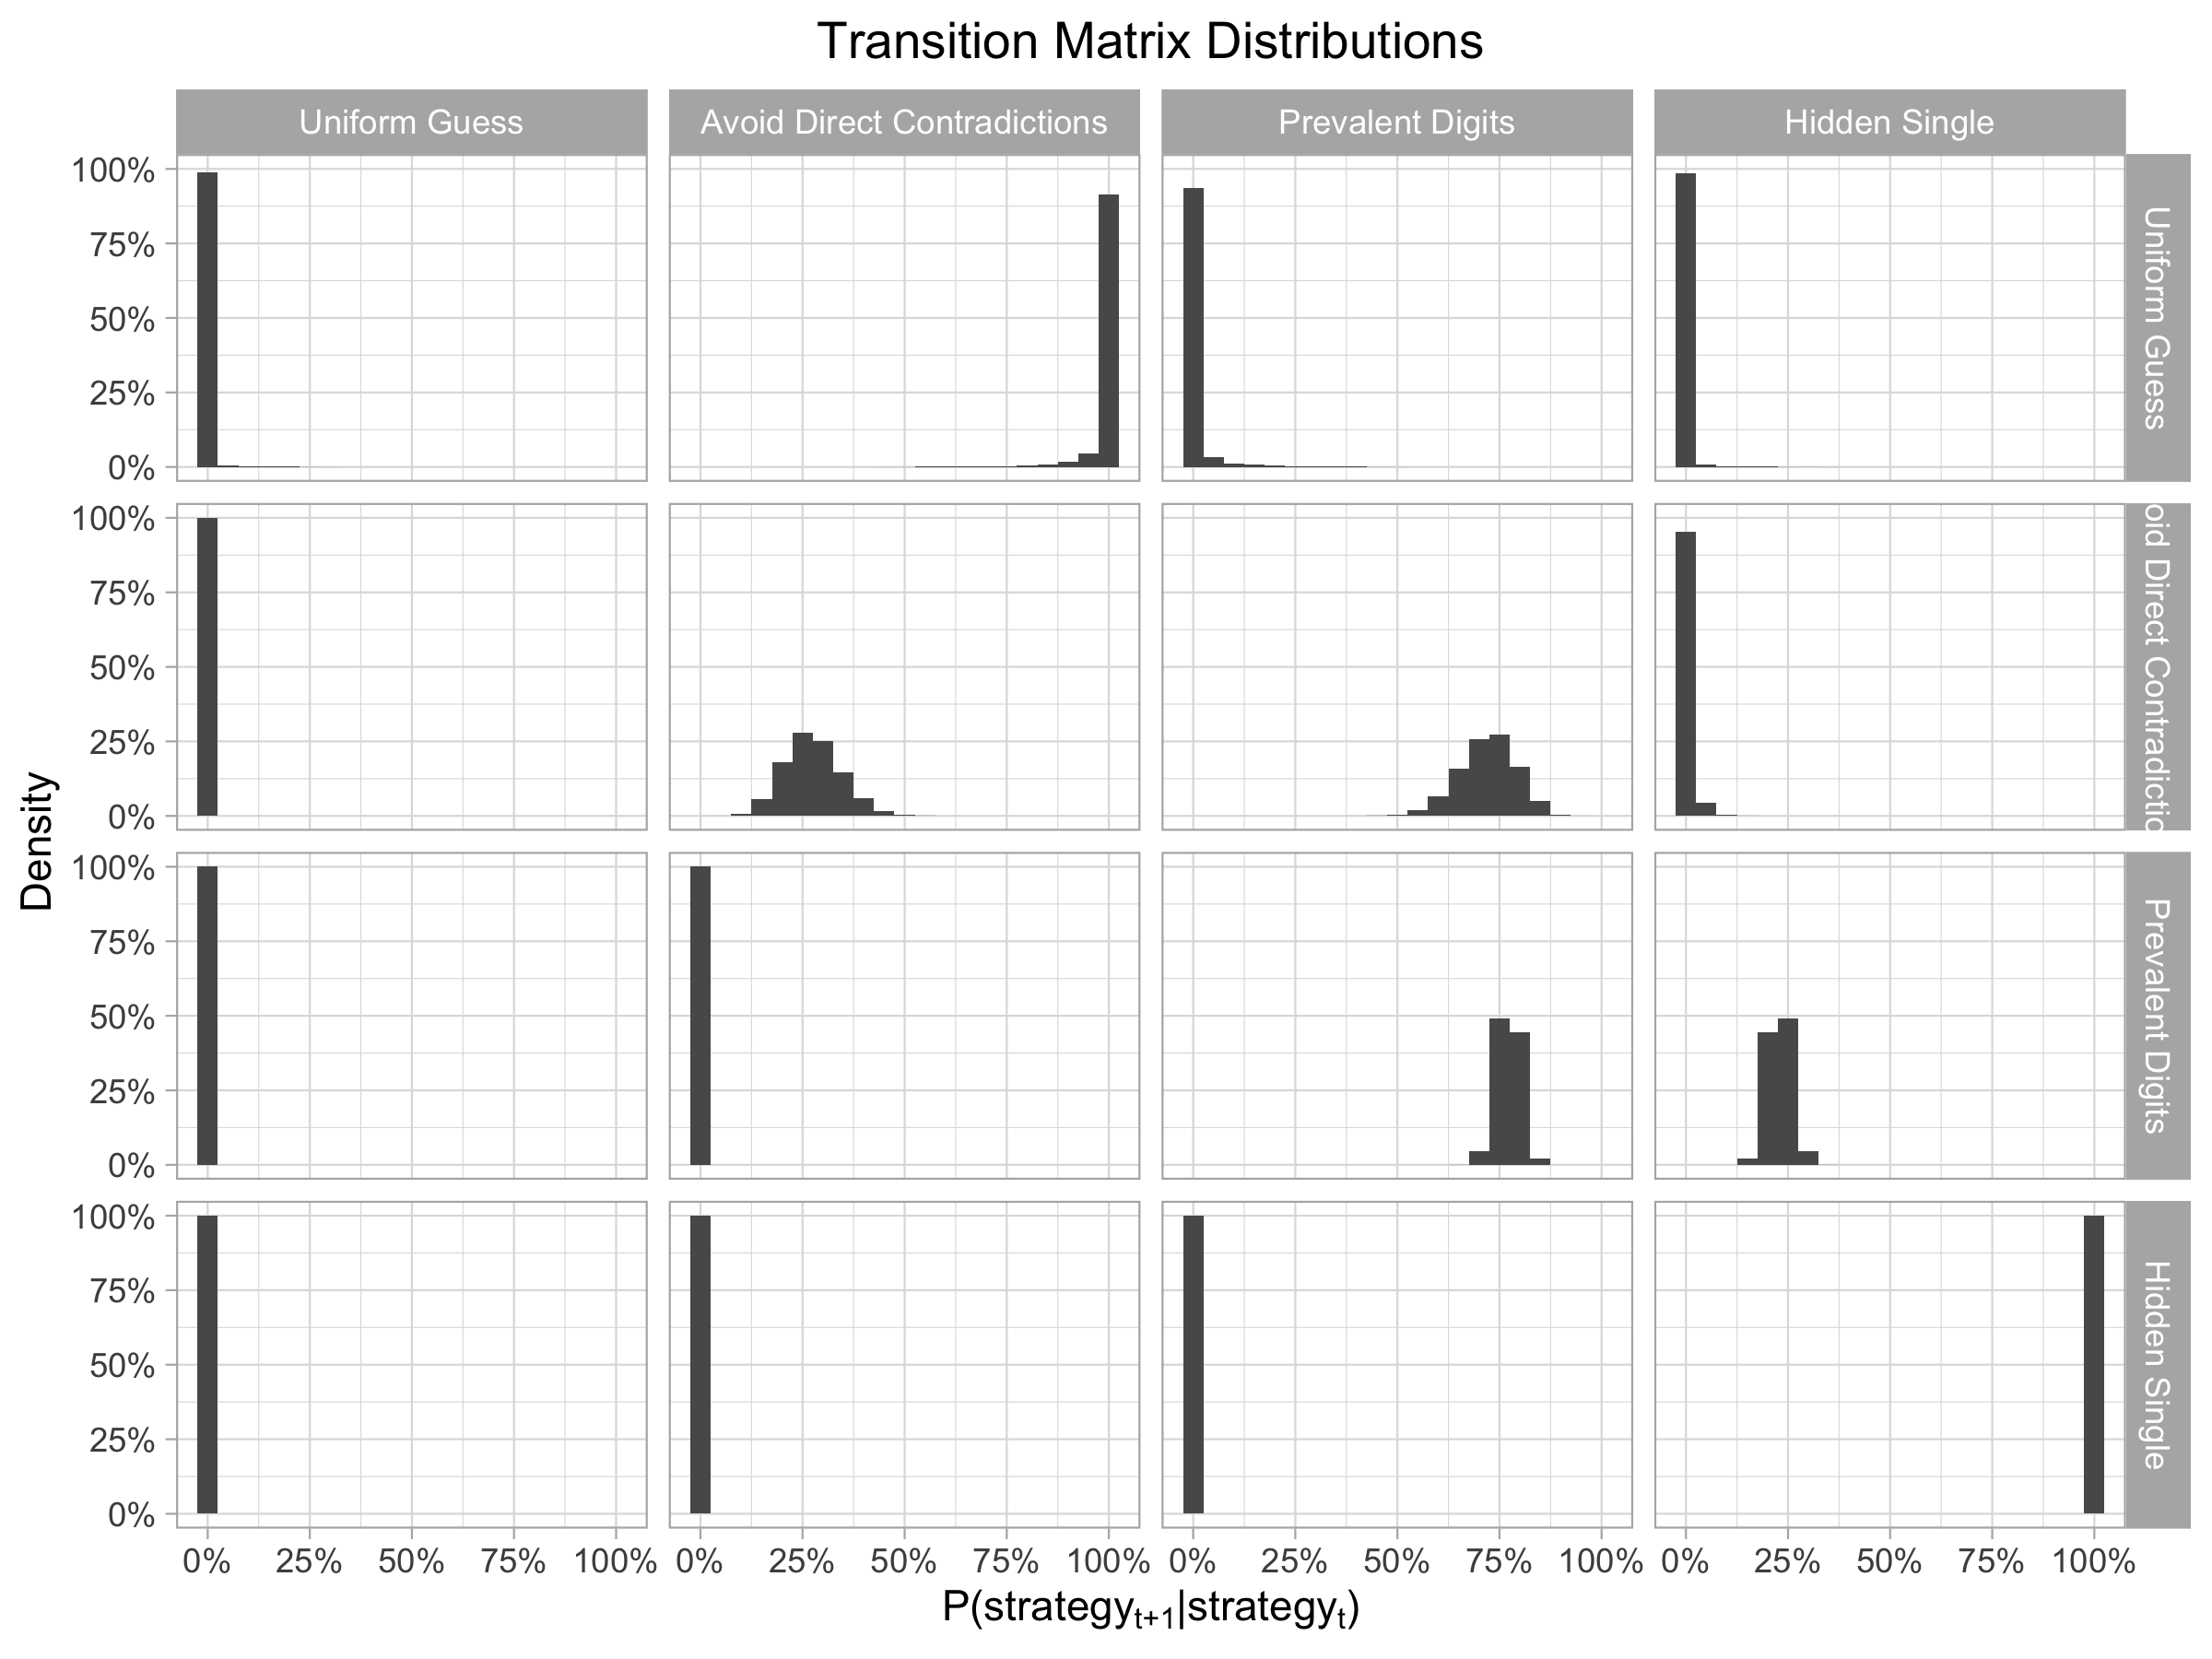 Transition Matrix Distributions
Uniform Guess Avoid Direct Contradictions Prevalent Digits Hidden Single
100%
75%
50%
25%
0%
Uniform Guess
100%
75%
50%
25%
0%
oid Direct Contradictio
100%
75%
50%
25%
0%
Prevalent Digits
100%
75%
50%
25%
0%
Hidden Single
Density
0% 25% 50% 75% 100% 0% 25% 50% 75% 100% 0% 25% 50% 75% 100% 0% 25% 50% 75% 100%
P(strategyt+1|strategyt)